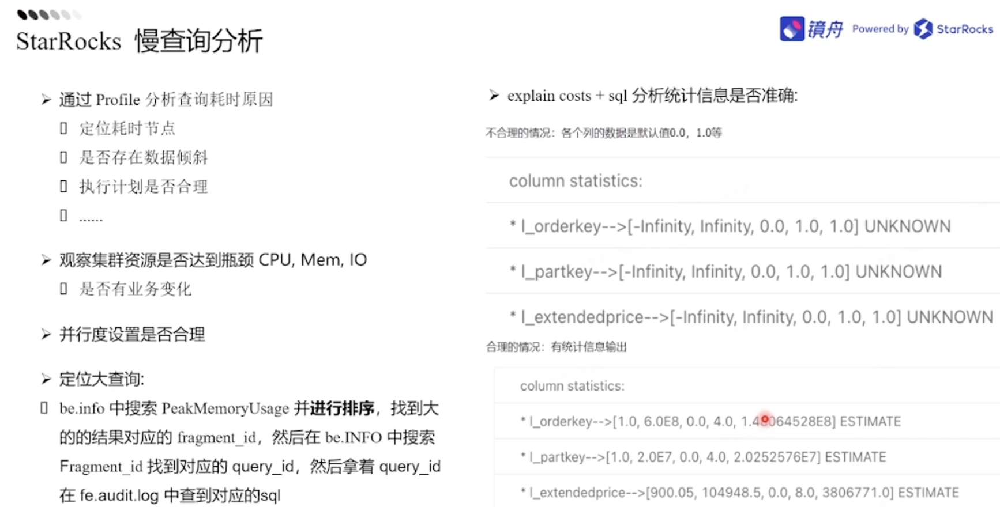 StarRocks 慢查询分析
镜舟 Powered by StarRocks
通过 Profile 分析查询耗时原因
定位耗时节点
是否存在数据倾斜
执行计划是否合理
......
观察集群资源是否达到瓶颈 CPU, Mem, IO
是否有业务变化
并行度设置是否合理
定位大查询:
be.info 中搜索 PeakMemoryUsage 并进行排序，找到大
的的结果对应的 fragment_id，然后在 be.INFO 中搜索
Fragment_id 找到对应的 query_id，然后拿着 query_id
在 fe.audit.log 中查到对应的sql
explain costs + sql 分析统计信息是否准确:
不合理的情况：各个列的数据是默认值0.0，1.0等
column statistics:
* l_orderkey-->[-Infinity, Infinity, 0.0, 1.0, 1.0] UNKNOWN
* l_partkey-->[-Infinity, Infinity, 0.0, 1.0, 1.0] UNKNOWN
* l_extendedprice-->[-Infinity, Infinity, 0.0, 1.0, 1.0] UNKNOWN
合理的情况：有统计信息输出
column statistics:
* l_orderkey-->[1.0, 6.0E8, 0.0, 4.0, ESTIMATE
* l_partkey-->[1.0, 2.0E7, 0.0, 4.0, 2.0252576E7] ESTIMATE
* l_extendedprice-->[900.05, 104948.5, 0.0, 8.0, 3806771.0] ESTIMATE